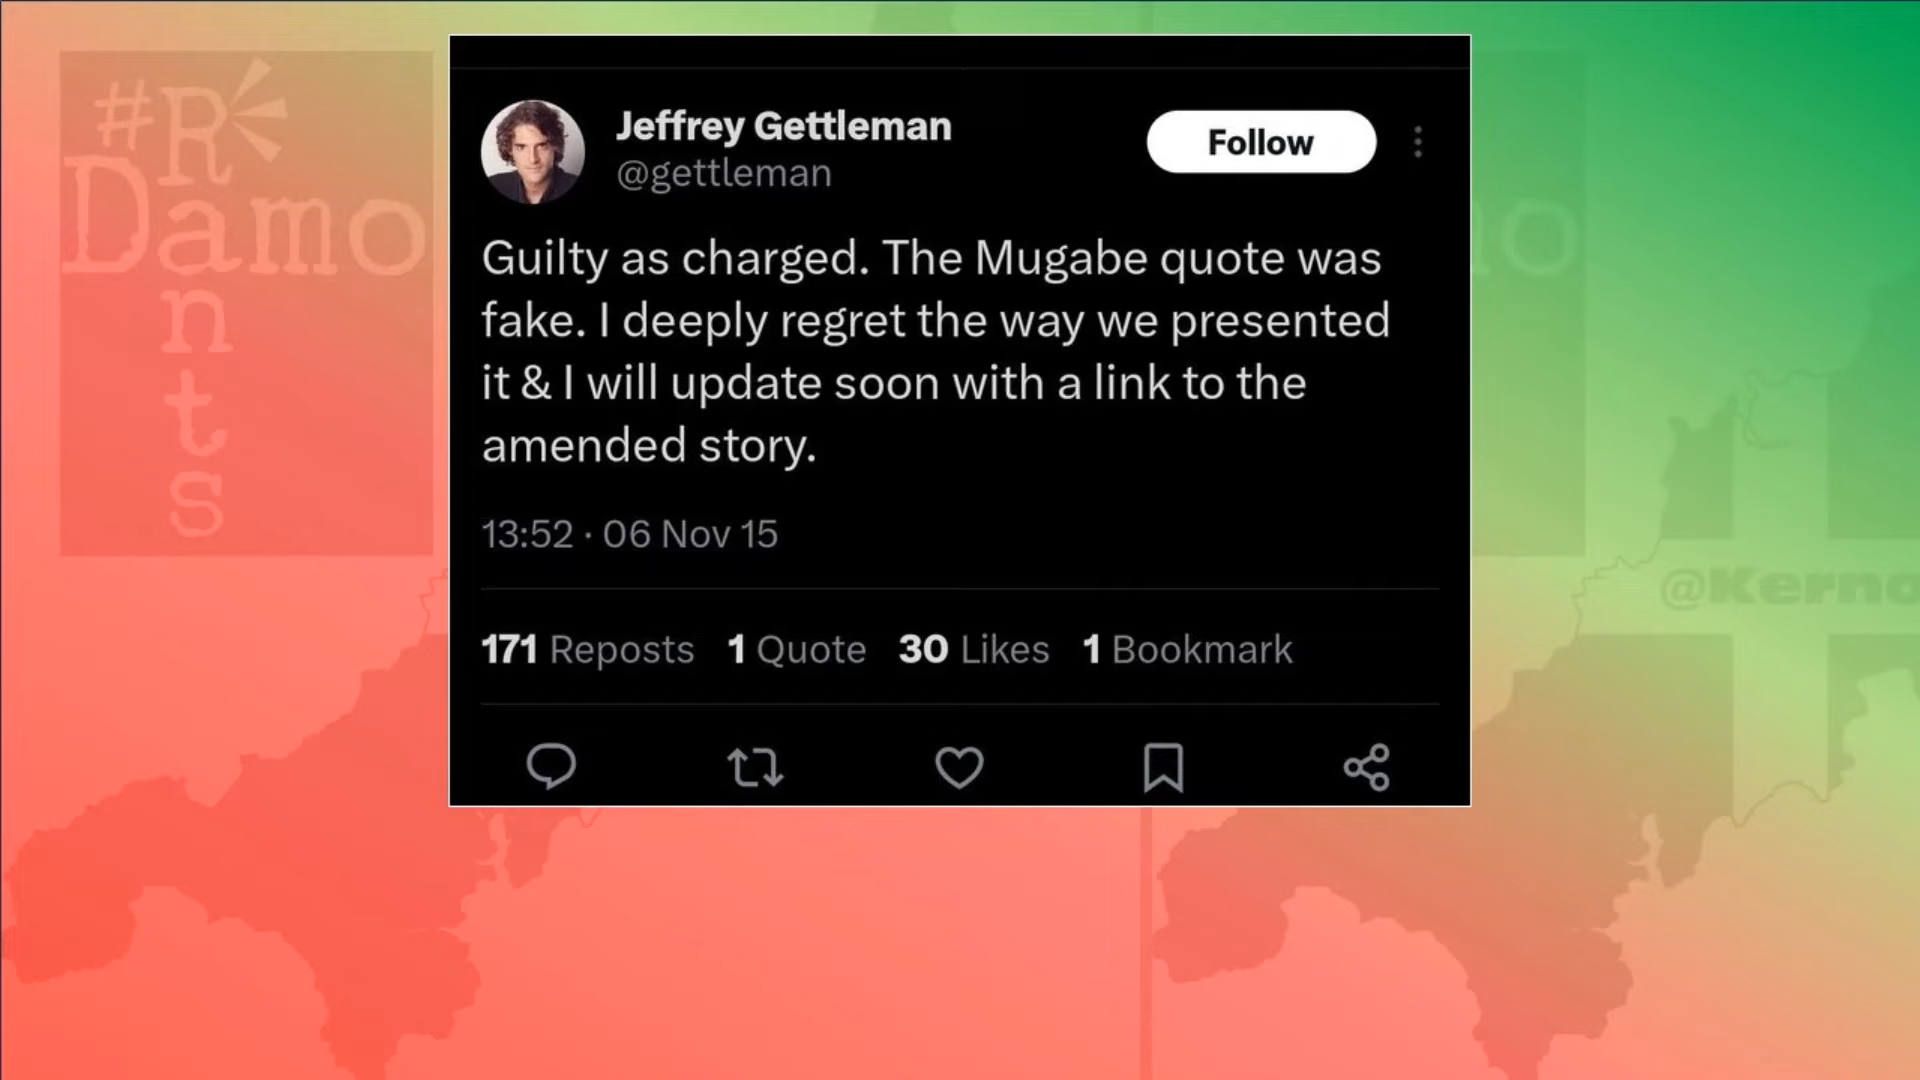 #R
Damo
a
n
t
s
Jeffrey Gettleman
@gettleman
Follow
Guilty as charged. The Mugabe quote was
fake. I deeply regret the way we presented
it & I will update soon with a link to the
amended story.
13:52 · 06 Nov 15
171 Reposts 1 Quote 30 Likes 1 Bookmark